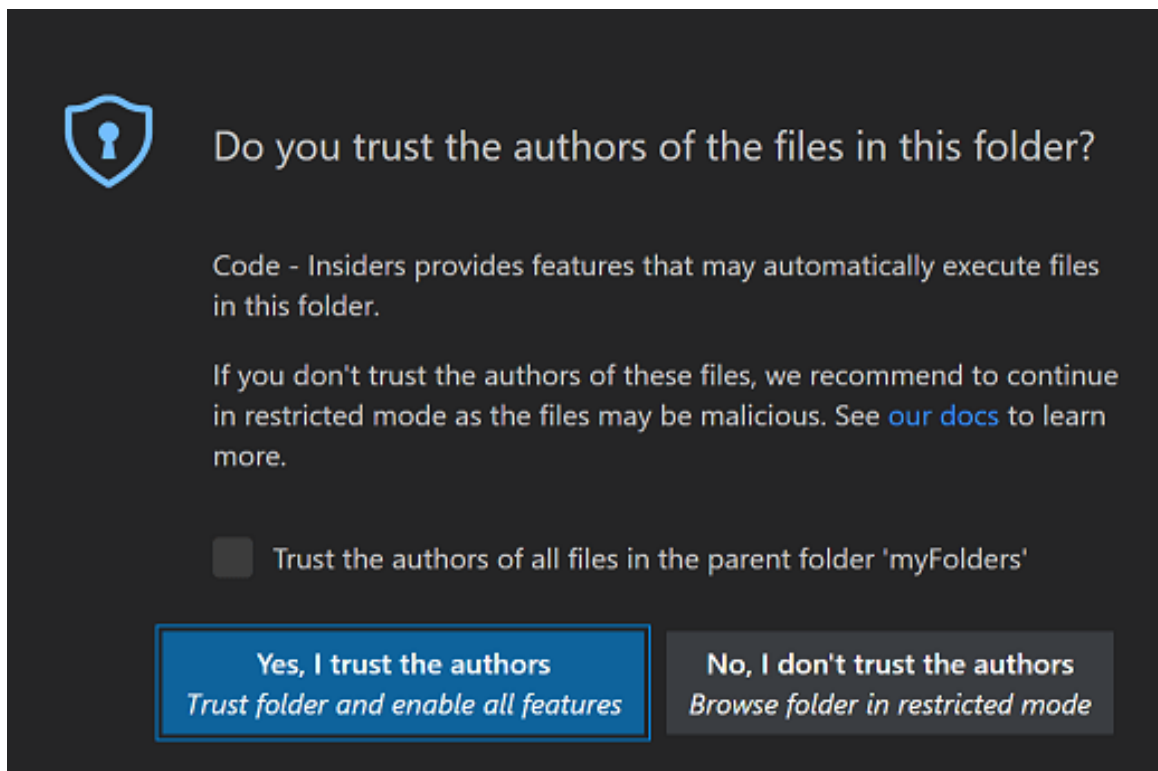 Do you trust the authors of the files in this folder?
Code - Insiders provides features that may automatically execute files
in this folder.
If you don't trust the authors of these files, we recommend to continue
in restricted mode as the files may be malicious. See our docs to learn
more.
Trust the authors of all files in the parent folder 'myFolders'
Yes, I trust the authors
Trust folder and enable all features
No, I don't trust the authors
Browse folder in restricted mode